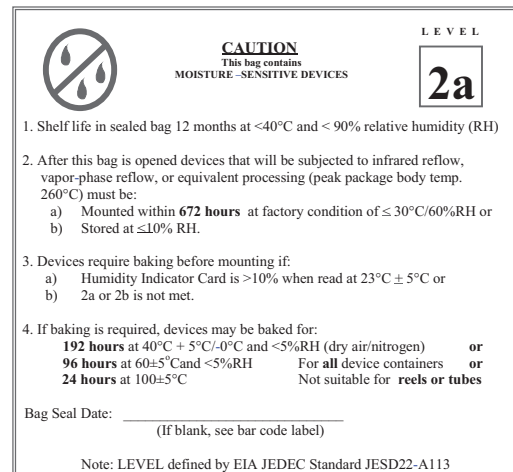 LEVEL
CAUTION
This bag contains
MOISTURE –SENSITIVE DEVICES
2a
1. Shelf life in sealed bag 12 months at <40°C and < 90% relative humidity (RH)
2. After this bag is opened devices that will be subjected to infrared reflow,
vapor-phase reflow, or equivalent processing (peak package body temp.
260°C) must be:
a) Mounted within 672 hours at factory condition of ≤ 30°C/60%RH or
b) Stored at ≤10% RH.
3. Devices require baking before mounting if:
a) Humidity Indicator Card is >10% when read at 23°C ± 5°C or
b) 2a or 2b is not met.
4. If baking is required, devices may be baked for:
192 hours at 40°C + 5°C/-0°C and <5%RH (dry air/nitrogen) or
96 hours at 60±5°Cand <5%RH For all device containers or
24 hours at 100±5°C Not suitable for reels or tubes
Bag Seal Date: ______________________________
(If blank, see bar code label)
Note: LEVEL defined by EIA JEDEC Standard JESD22-A113